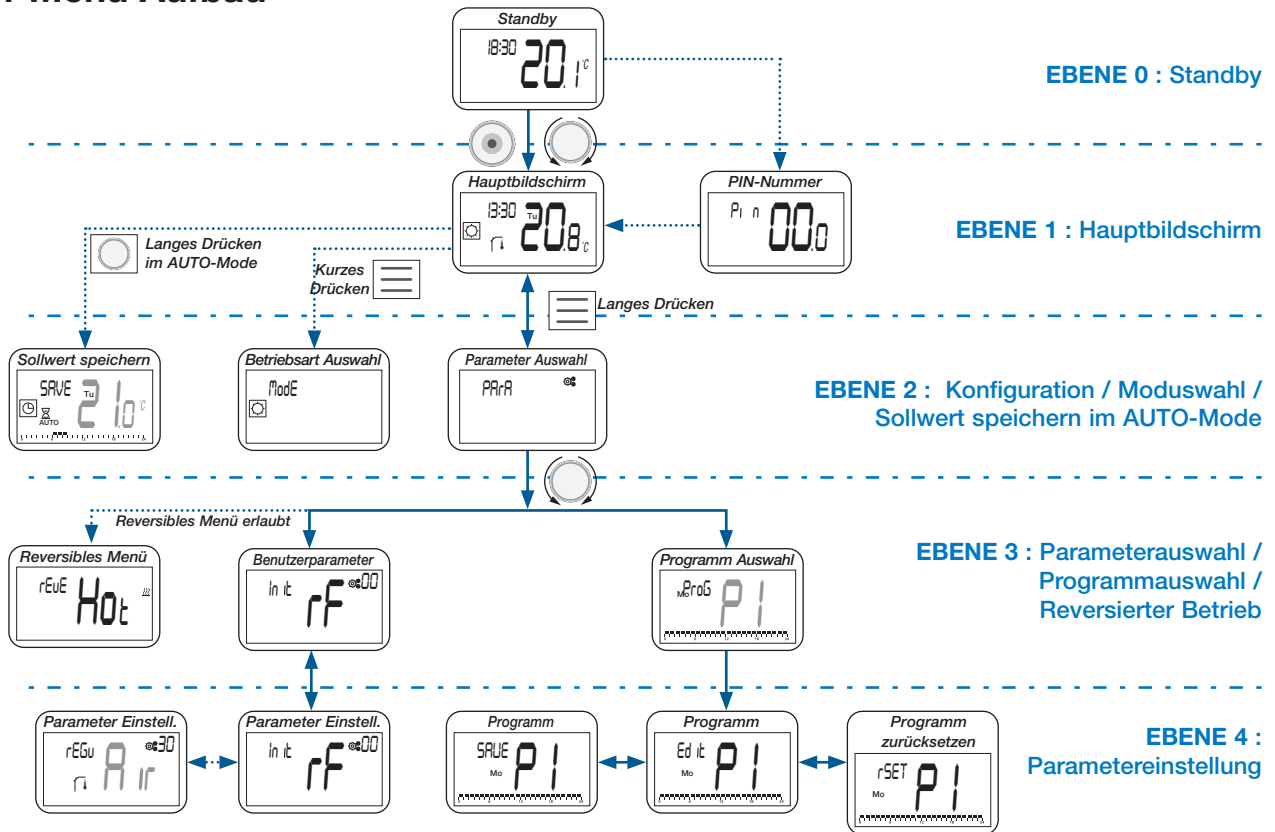 Standby
18:30 20.1 °C
EBENE 0 : Standby
Hauptbildschirm
13:30 Tu 20.8 °C
PIN-Nummer
Pin 00.0
EBENE 1 : Hauptbildschirm
Langes Drücken
im AUTO-Mode
Kurzes
Drücken
Langes Drücken
Sollwert speichern
SAVE Tu 21.0 °C
AUTO
Betriebsart Auswahl
ModE
Parameter Auswahl
PArA
EBENE 2 : Konfiguration / Moduswahl /
Sollwert speichern im AUTO-Mode
Reversibles Menü erlaubt
Reversibles Menü
rEvE Hot
Benutzerparameter
init rF 00
Programm Auswahl
Mo ProG P1
EBENE 3 : Parameterauswahl /
Programmauswahl /
Reversierter Betrieb
Parameter Einstell.
rEGu Air 30
Parameter Einstell.
init rF 00
Programm
SAUE Mo P1
Programm
Edit Mo P1
Programm
zurücksetzen
rSET Mo P1
EBENE 4 :
Parametereinstellung